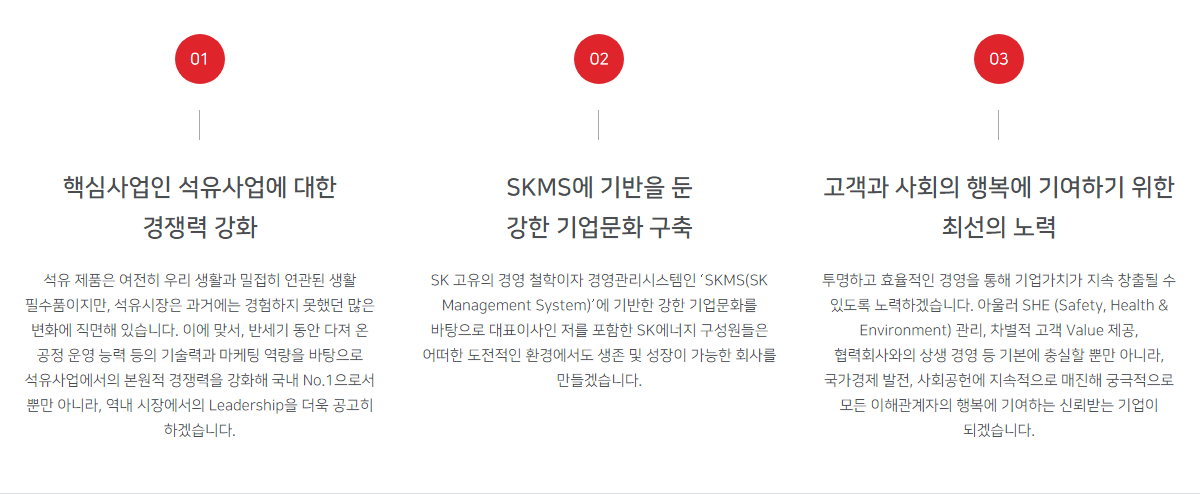 01
핵심사업인 석유사업에 대한
경쟁력 강화
석유 제품은 여전히 우리 생활과 밀접히 연관된 생활
필수품이지만, 석유시장은 과거에는 경험하지 못했던 많은
변화에 직면해 있습니다. 이에 맞서, 반세기 동안 다져 온
공정 운영 능력 등의 기술력과 마케팅 역량을 바탕으로
석유사업에서의 본원적 경쟁력을 강화해 국내 No.1으로서
뿐만 아니라, 역내 시장에서의 Leadership을 더욱 공고히
하겠습니다.
02
SKMS에 기반을 둔
강한 기업문화 구축
SK 고유의 경영 철학이자 경영관리시스템인 ‘SKMS(SK
Management System)’에 기반한 강한 기업문화를
바탕으로 대표이사인 저를 포함한 SK에너지 구성원들은
어떠한 도전적인 환경에서도 생존 및 성장이 가능한 회사를
만들겠습니다.
03
고객과 사회의 행복에 기여하기 위한
최선의 노력
투명하고 효율적인 경영을 통해 기업가치가 지속 창출될 수
있도록 노력하겠습니다. 아울러 SHE (Safety, Health &
Environment) 관리, 차별적 고객 Value 제공,
협력회사와의 상생 경영 등 기본에 충실할 뿐만 아니라,
국가경제 발전, 사회공헌에 지속적으로 매진해 궁극적으로
모든 이해관계자의 행복에 기여하는 신뢰받는 기업이
되겠습니다.